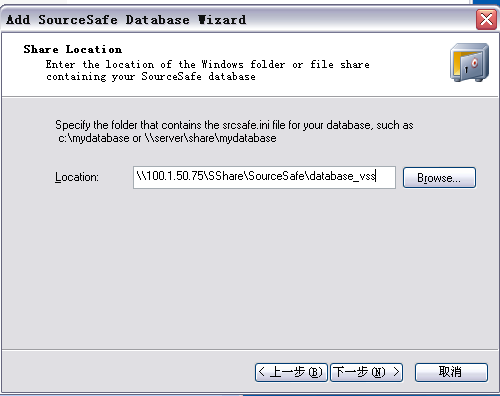 Add SourceSafe Database Wizard
Share Location
Enter the location of the Windows folder or file share
containing your SourceSafe database
Specify the folder that contains the srcsafe.ini file for your database, such as
c:\mydatabase or \\server\share\mydatabase
Location: \\100.1.50.75\SShare\SourceSafe\database_vss Browse...
< 上一步(B) 下一步(N) > 取消